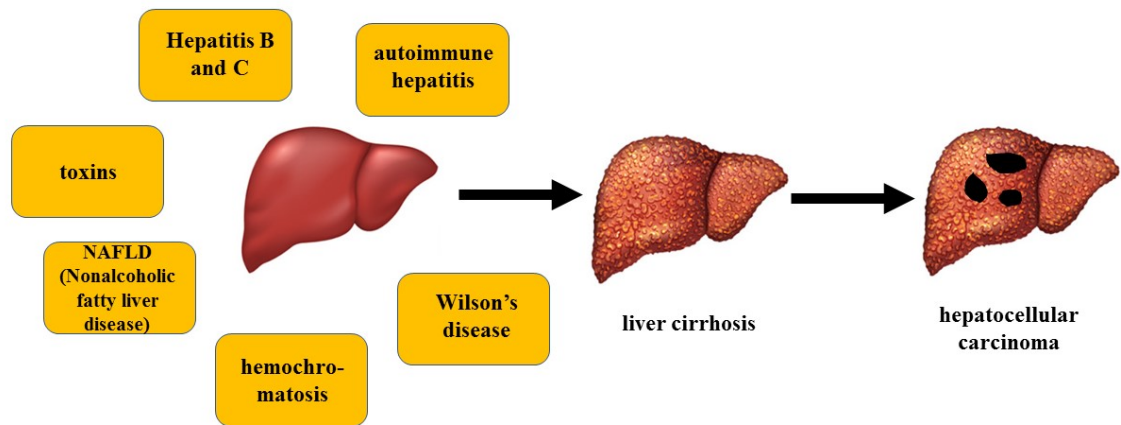 Hepatitis B
and C
autoimmune
hepatitis
toxins
NAFLD
(Nonalcoholic
fatty liver
disease)
Wilson’s
disease
hemochro-
matosis
liver cirrhosis
hepatocellular
carcinoma